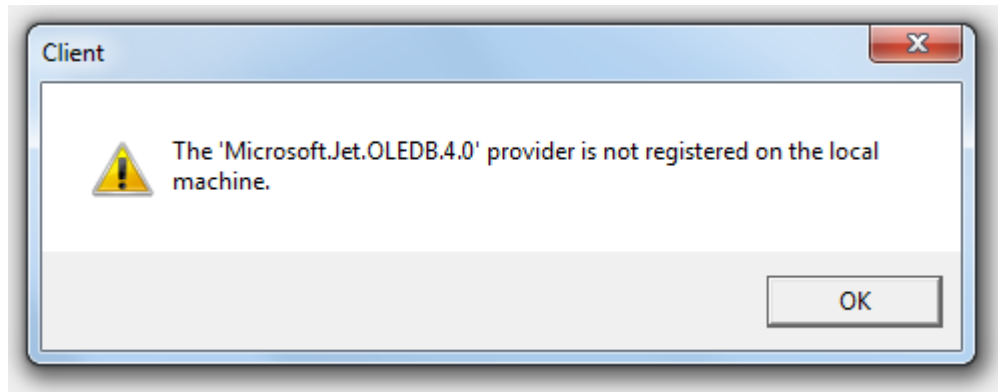 Client
The 'Microsoft.Jet.OLEDB.4.0' provider is not registered on the local
machine.
OK